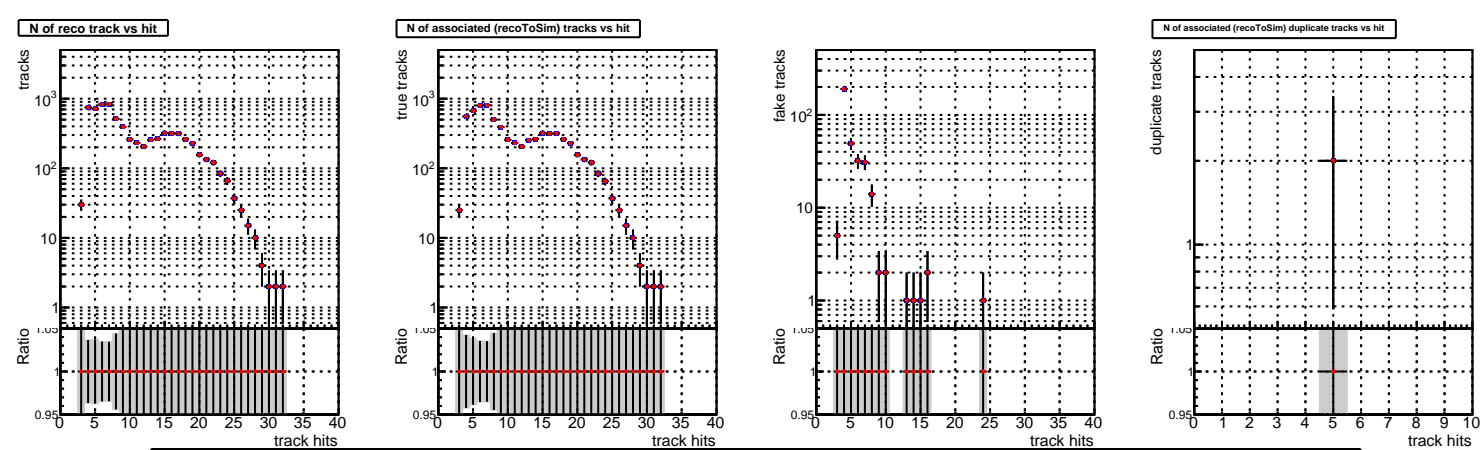 N of reco track vs hit
N of associated (recoToSim) tracks vs hit
N of associated (recoToSim) duplicate tracks vs hit
tracks
10³
10²
10
1
Ratio
1.05
1
0.95
0 5 10 15 20 25 30 35 40
track hits
true tracks
10³
10²
10
1
Ratio
1.05
1
0.95
0 5 10 15 20 25 30 35 40
track hits
fake tracks
10²
10
1
Ratio
1.05
1
0.95
0 5 10 15 20 25 30 35 40
track hits
duplicate tracks
1
Ratio
1.05
1
0.95
0 1 2 3 4 5 6 7 8 9 10
track hits